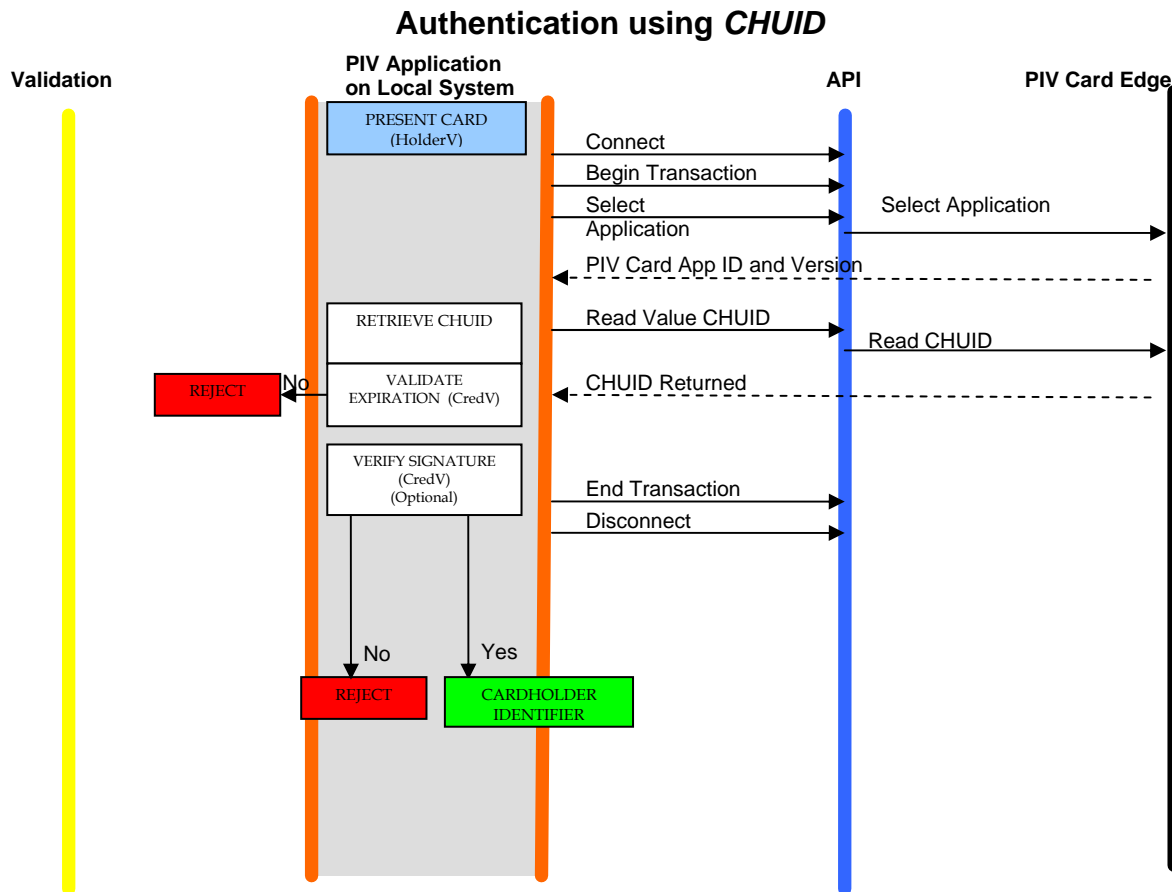 Authentication using CHUID
Validation
PIV Application
on Local System
API
PIV Card Edge
PRESENT CARD
(HolderV)
Connect
Begin Transaction
Select
Application
Select Application
PIV Card App ID and Version
RETRIEVE CHUID
Read Value CHUID
Read CHUID
REJECT
No
VALIDATE
EXPIRATION (CredV)
CHUID Returned
VERIFY SIGNATURE
(CredV)
(Optional)
End Transaction
Disconnect
No
Yes
REJECT
CARDHOLDER
IDENTIFIER